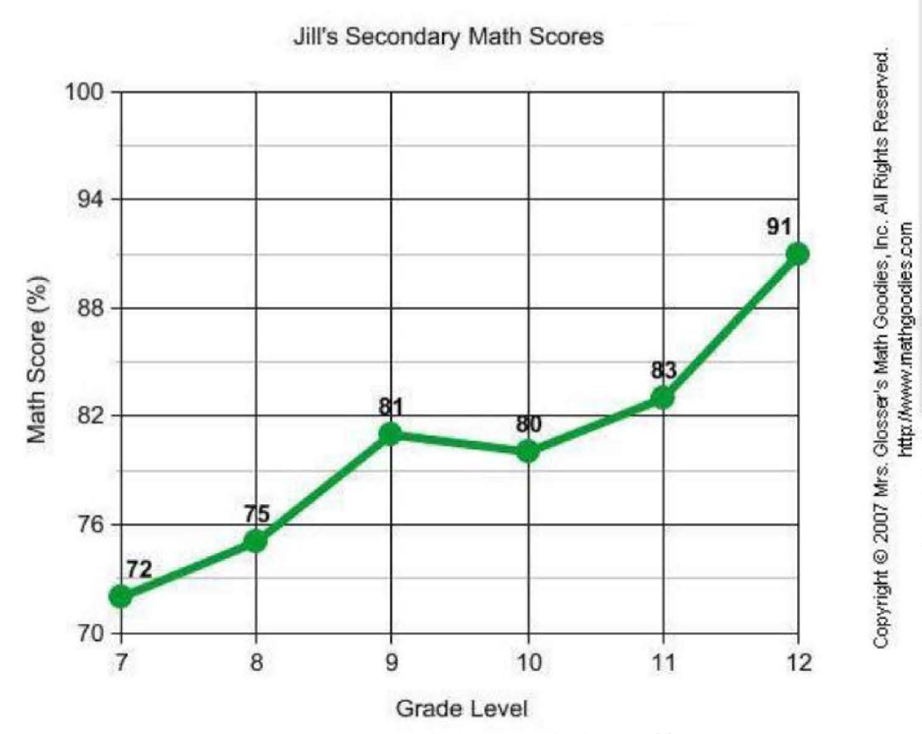 Jill's Secondary Math Scores
100
94
88
82
76
70
Math Score (%)
72
75
81
80
83
91
7 8 9 10 11 12
Grade Level
Copyright © 2007 Mrs. Glosser's Math Goodies, Inc. All Rights Reserved.
http://www.mathgoodies.com